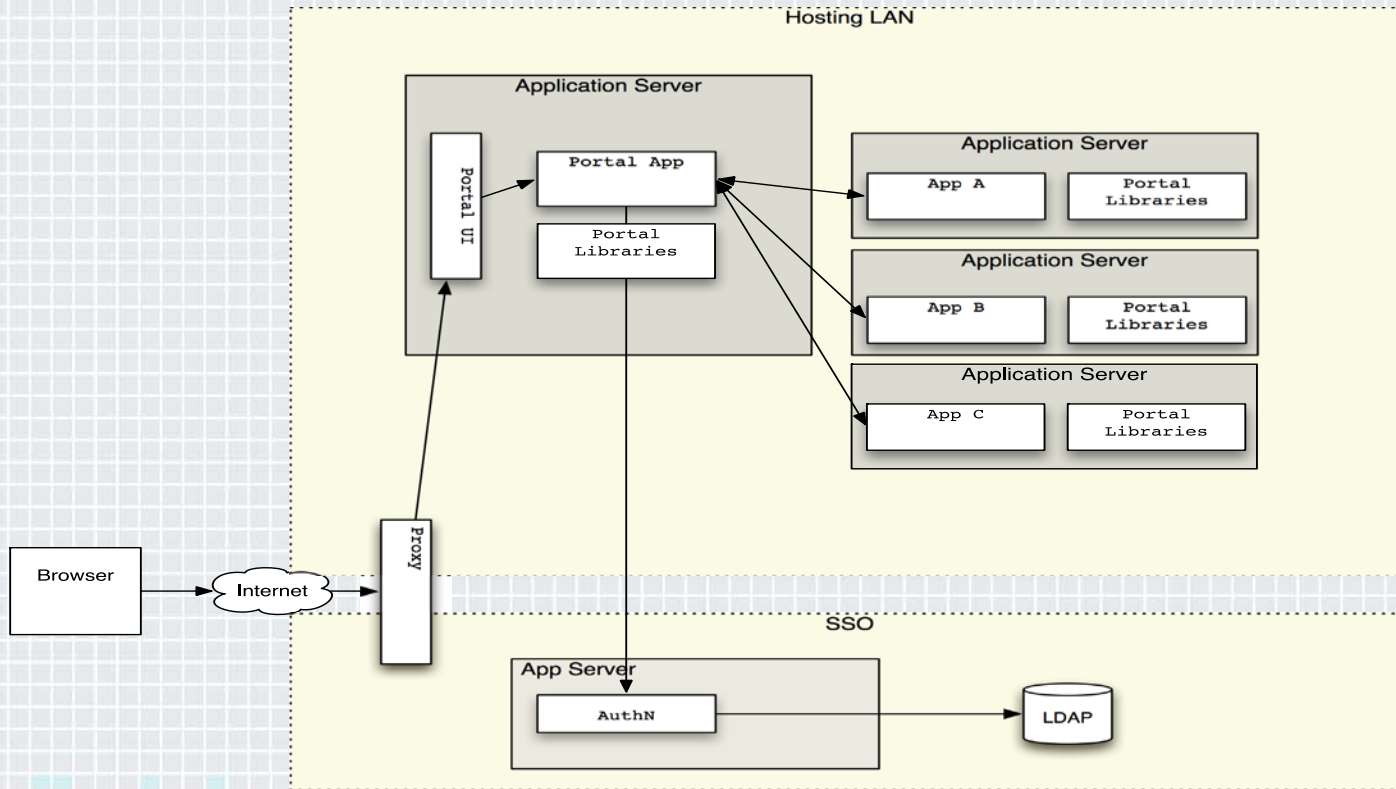 Hosting LAN
Application Server
Portal UI
Portal App
Portal
Libraries
Application Server
App A
Portal
Libraries
Application Server
App B
Portal
Libraries
Application Server
App C
Portal
Libraries
Proxy
Browser
Internet
SSO
App Server
AuthN
LDAP